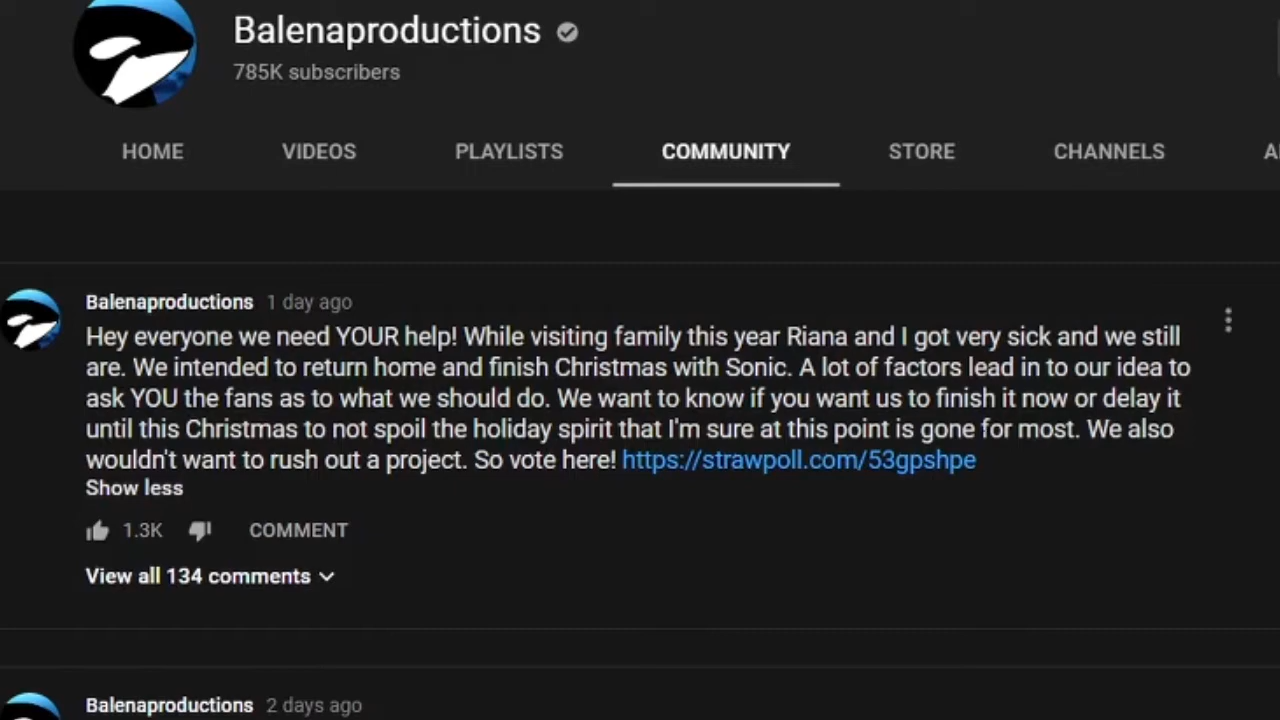 Balenaproductions
785K subscribers
HOME VIDEOS PLAYLISTS COMMUNITY STORE CHANNELS
Balenaproductions 1 day ago
Hey everyone we need YOUR help! While visiting family this year Riana and I got very sick and we still
are. We intended to return home and finish Christmas with Sonic. A lot of factors lead in to our idea to
ask YOU the fans as to what we should do. We want to know if you want us to finish it now or delay it
until this Christmas to not spoil the holiday spirit that I'm sure at this point is gone for most. We also
wouldn't want to rush out a project. So vote here! https://strawpoll.com/53gpshpe
Show less
1.3K COMMENT
View all 134 comments
Balenaproductions 2 days ago